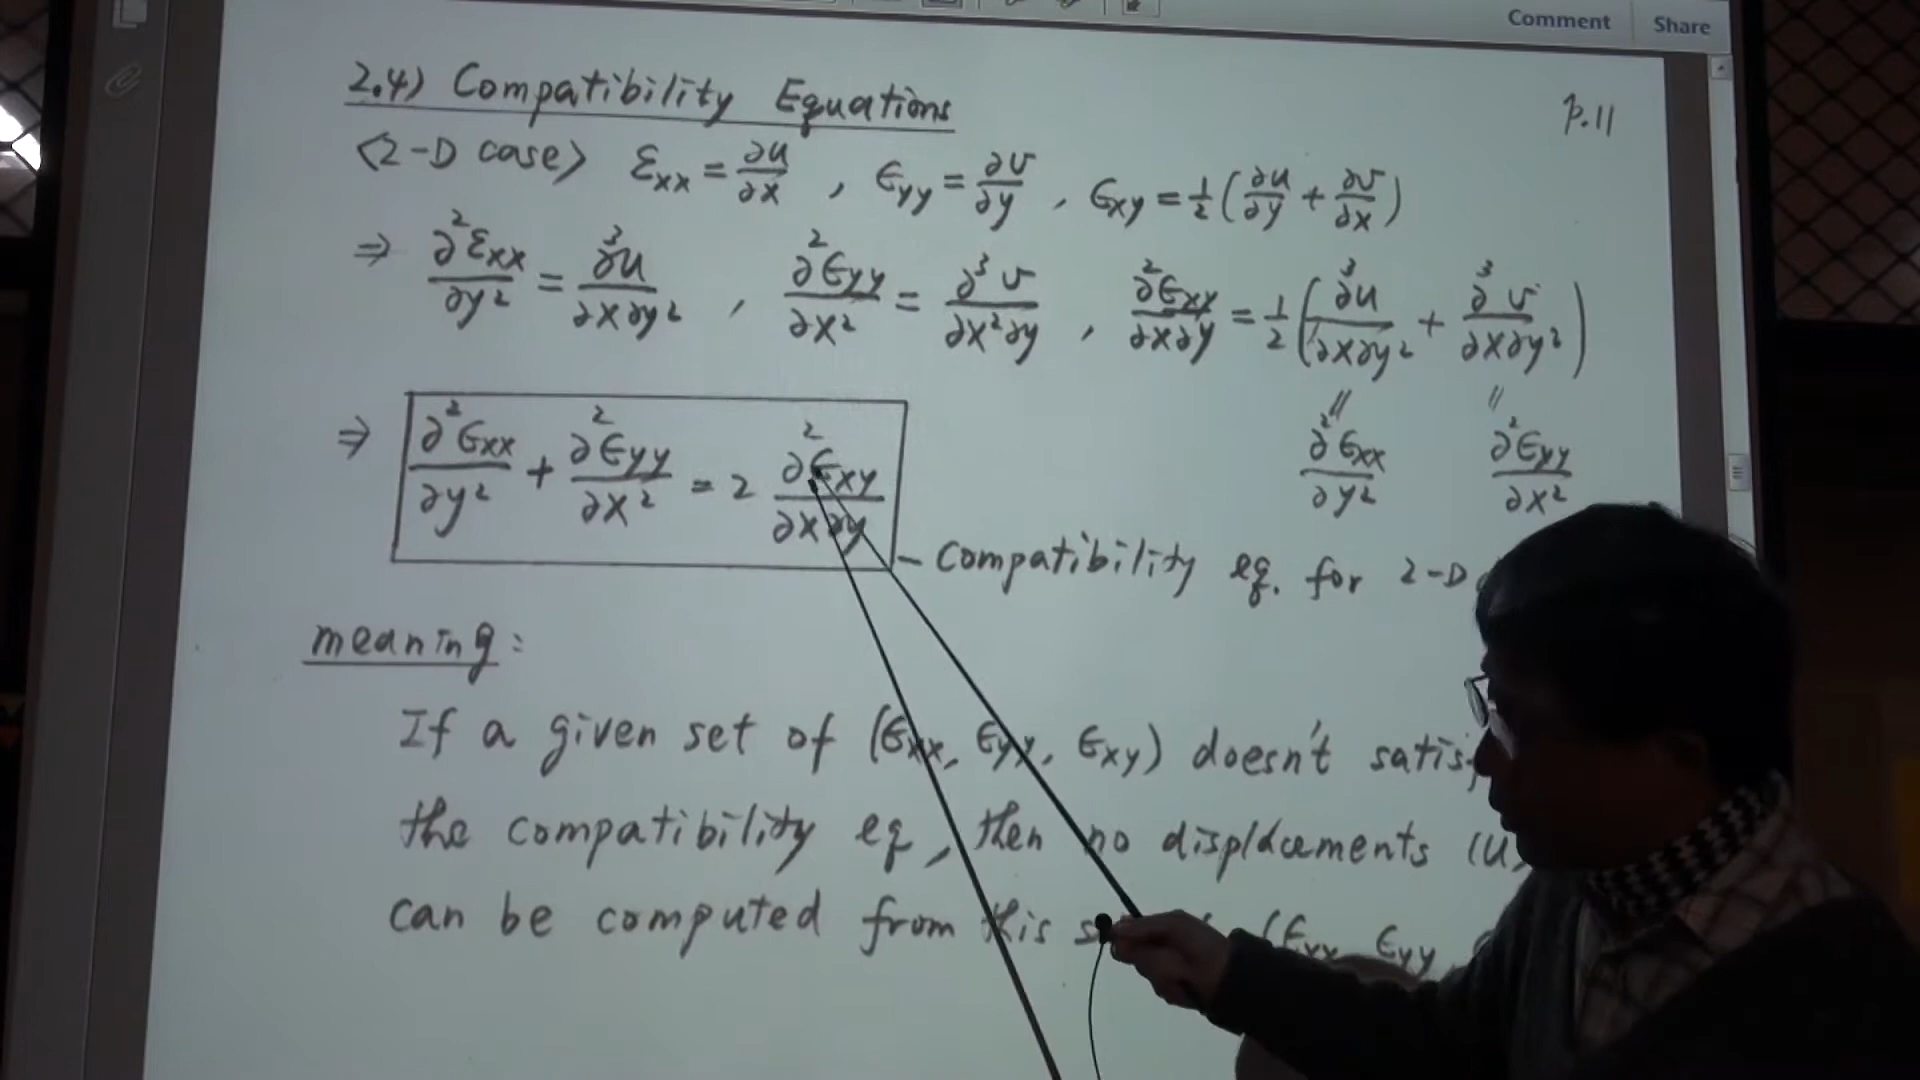 Comment Share
2.4) Compatibility Equations p.11
<2-D case> εxx = ∂u/∂x , ϵyy = ∂v/∂y , ϵxy = 1/2 (∂u/∂y + ∂v/∂x)
⇒ ∂²εxx/∂y² = ∂³u/∂x∂y² , ∂²ϵyy/∂x² = ∂³v/∂x²∂y , ∂²ϵxy/∂x∂y = 1/2 (∂³u/∂x∂y² + ∂³v/∂x∂y²)
" "
∂²ϵxx/∂y² ∂²ϵyy/∂x²
⇒ ∂²ϵxx/∂y² + ∂²ϵyy/∂x² = 2 ∂²ϵxy/∂x∂y
- Compatibility eq. for 2-D
meaning:
If a given set of (ϵxx, ϵyy, ϵxy) doesn't
the compatibility eq, then no displacements (u,
can be computed from this (ϵxx ϵyy